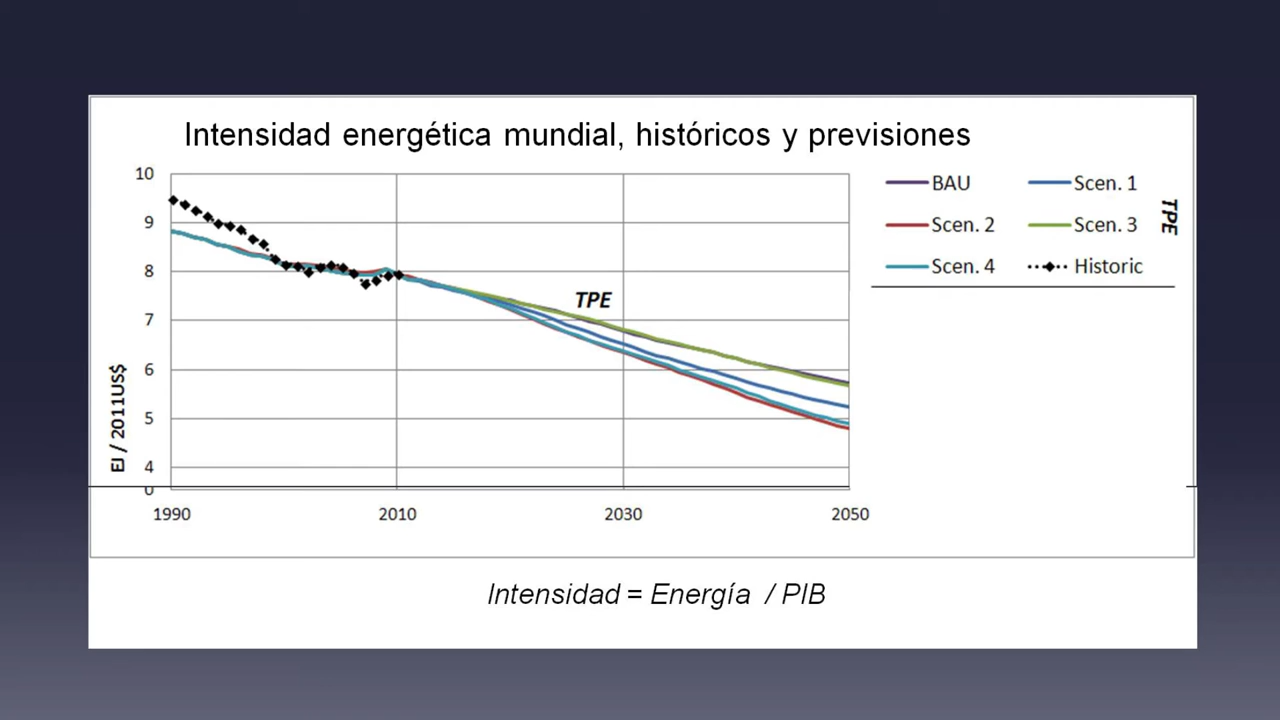 Intensidad energética mundial, históricos y previsiones
10
9
8
7
6
5
4
0
EJ / 2011US$
1990
2010
2030
2050
TPE
BAU
Scen. 1
Scen. 2
Scen. 3
Scen. 4
Historic
TPE
Intensidad = Energía / PIB